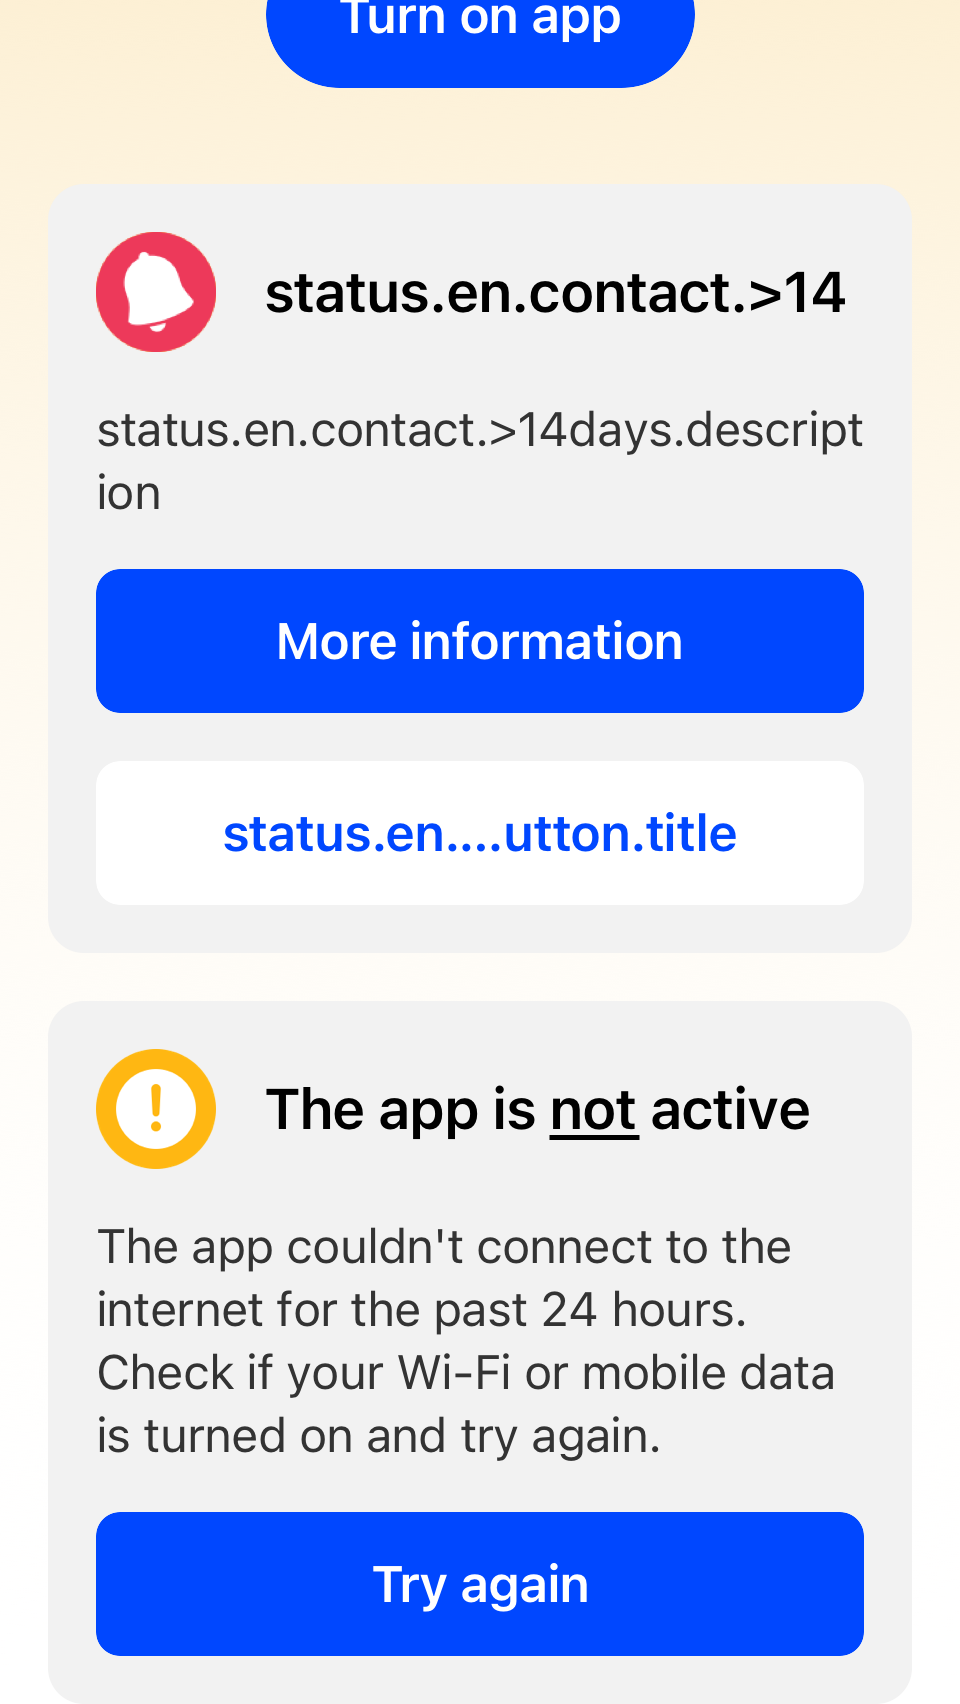 Turn on app
status.en.contact.>14
status.en.contact.>14days.descript
ion
More information
status.en....utton.title
The app is not active
The app couldn't connect to the
internet for the past 24 hours.
Check if your Wi-Fi or mobile data
is turned on and try again.
Try again